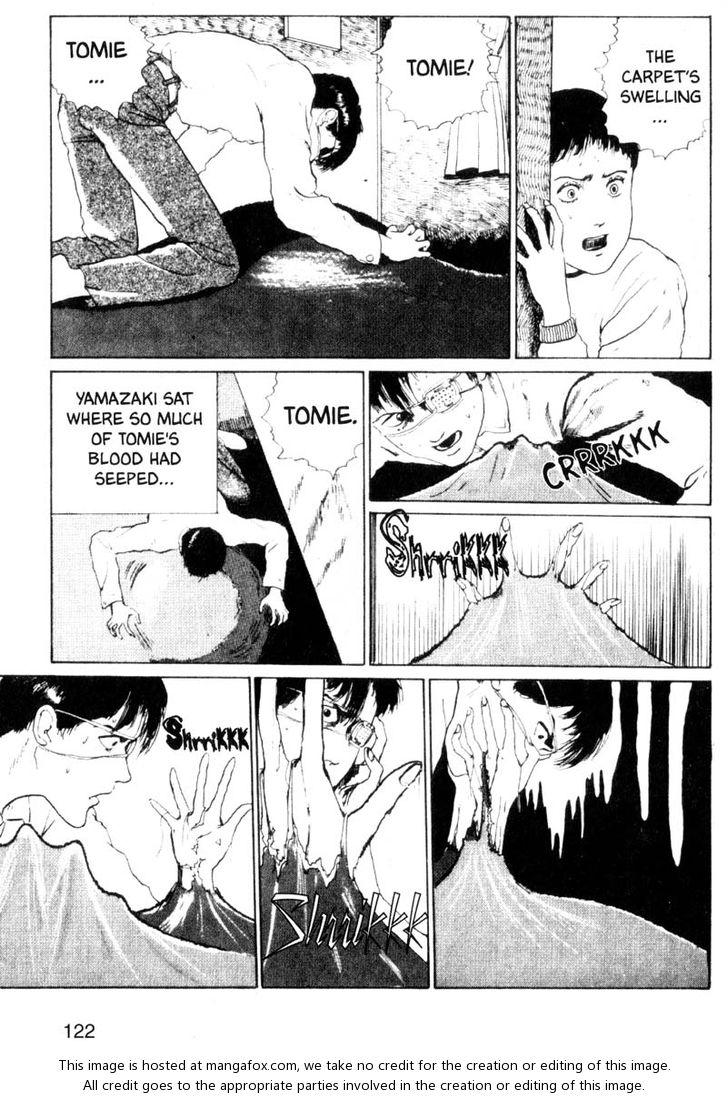 THE
CARPET'S
SWELLING
...
TOMIE!
TOMIE
...
CRRRKKK
Shrrikkk
TOMIE.
YAMAZAKI SAT
WHERE SO MUCH
OF TOMIE'S
BLOOD HAD
SEEPED...
Shrrikkk
Shrrikkk
122
This image is hosted at mangafox.com, we take no credit for the creation or editing of this image.
All credit goes to the appropriate parties involved in the creation or editing of this image.